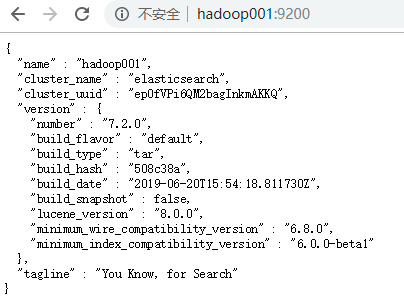 不安全 | hadoop001:9200
{
  "name" : "hadoop001",
  "cluster_name" : "elasticsearch",
  "cluster_uuid" : "epOfVPi6QM2bagInkmAKKQ",
  "version" : {
    "number" : "7.2.0",
    "build_flavor" : "default",
    "build_type" : "tar",
    "build_hash" : "508c38a",
    "build_date" : "2019-06-20T15:54:18.811730Z",
    "build_snapshot" : false,
    "lucene_version" : "8.0.0",
    "minimum_wire_compatibility_version" : "6.8.0",
    "minimum_index_compatibility_version" : "6.0.0-beta1"
  },
  "tagline" : "You Know, for Search"
}